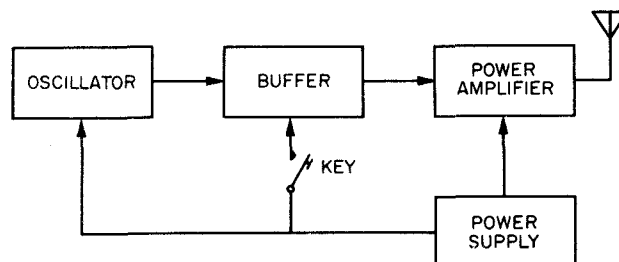 OSCILLATOR
BUFFER
POWER
AMPLIFIER
KEY
POWER
SUPPLY